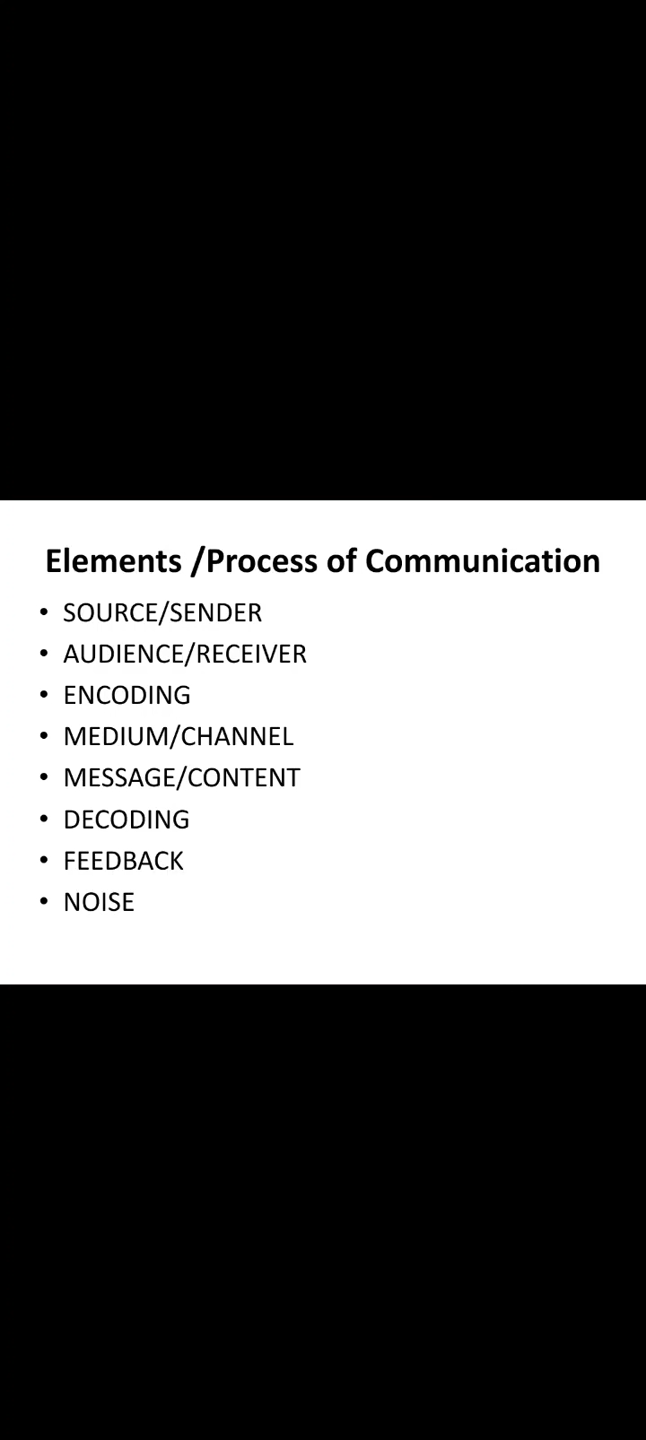 Elements /Process of Communication
• SOURCE/SENDER
• AUDIENCE/RECEIVER
• ENCODING
• MEDIUM/CHANNEL
• MESSAGE/CONTENT
• DECODING
• FEEDBACK
• NOISE